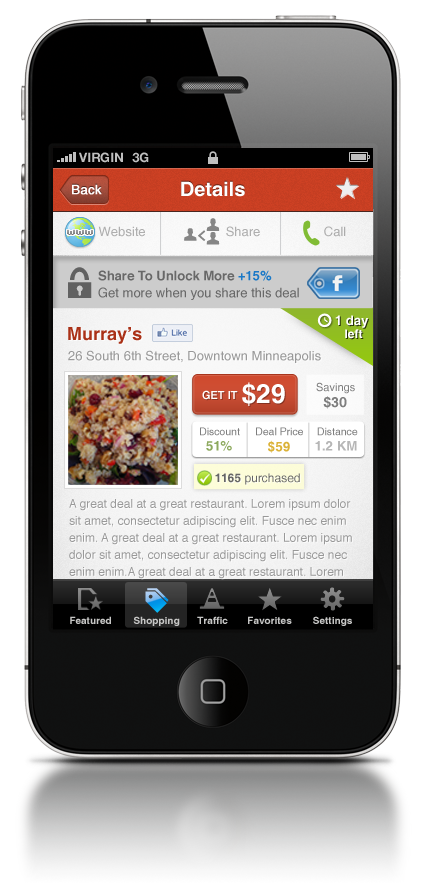 VIRGIN 3G
Back
Details
www
Website
Share
Call
Share To Unlock More +15%
Get more when you share this deal
f
1 day
left
Murray's
Like
26 South 6th Street, Downtown Minneapolis
GET IT $29
Savings
$30
Discount
51%
Deal Price
$59
Distance
1.2 KM
1165 purchased
A great deal at a great restaurant. Lorem ipsum dolor
sit amet, consectetur adipiscing elit. Fusce nec enim
enim. A great deal at a great restaurant. Lorem ipsum
dolor sit amet, consectetur adipiscing elit. Fusce nec
enim enim.A great deal at a great restaurant. Lorem
Featured
Shopping
Traffic
Favorites
Settings